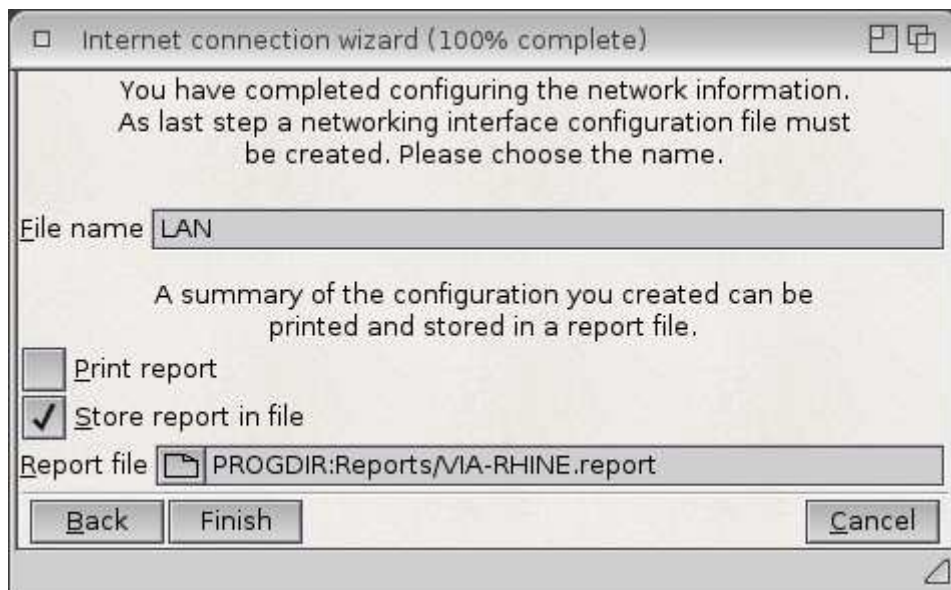 Internet connection wizard (100% complete)
You have completed configuring the network information.
As last step a networking interface configuration file must
be created. Please choose the name.
File name LAN
A summary of the configuration you created can be
printed and stored in a report file.
Print report
Store report in file
Report file PROGDIR:Reports/VIA-RHINE.report
Back Finish Cancel